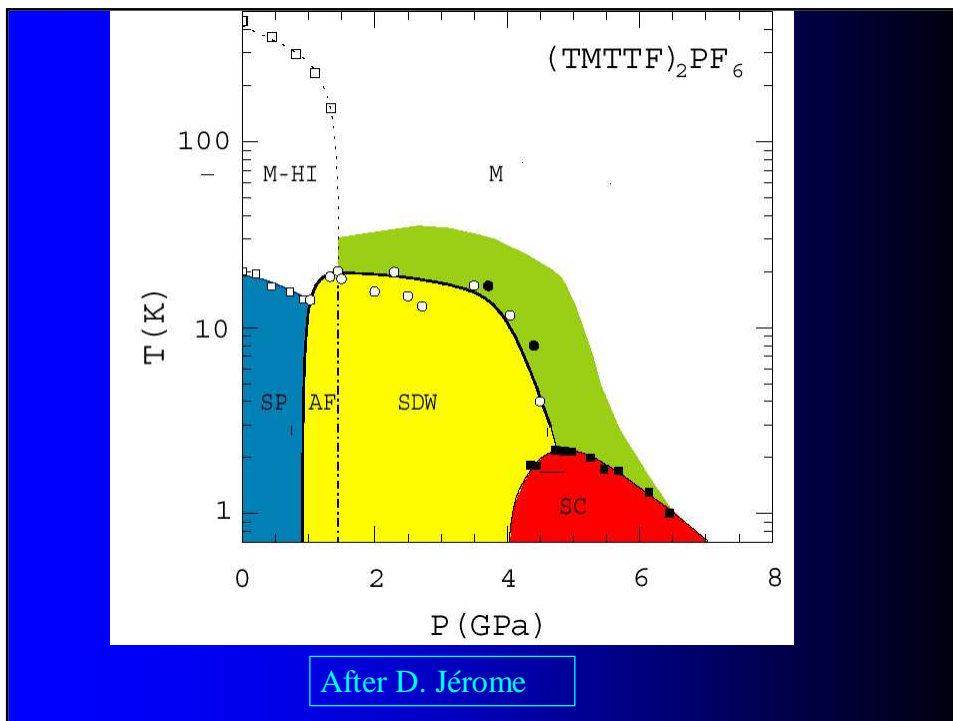 (TMTTF)₂PF₆
100
M-HI
M
T(K)
10
SP
AF
SDW
1
SC
0
2
4
6
8
P(GPa)
After D. Jérome